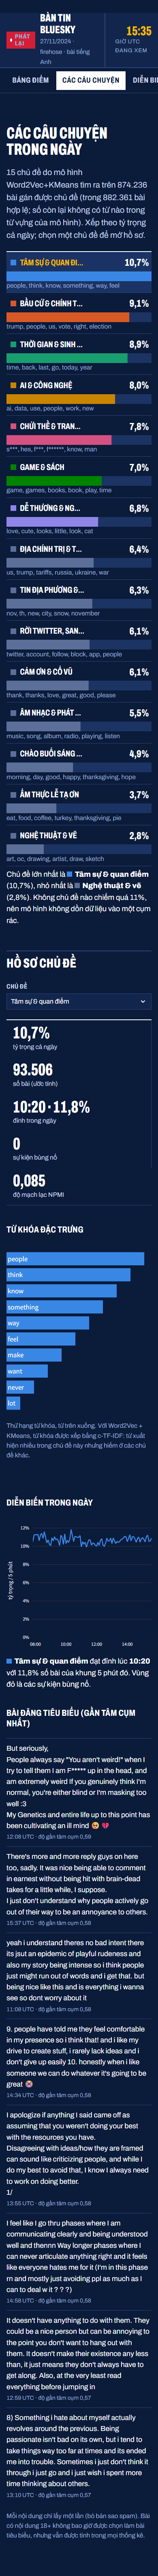 PHÁT LẠI
BẢN TIN
BLUESKY
27/11/2024 ·
firehose · bài tiếng
Anh
15:35
GIỜ UTC
ĐANG XEM
BẢNG ĐIỂM
CÁC CÂU CHUYỆN
DIỄN BI
CÁC CÂU CHUYỆN
TRONG NGÀY
15 chủ đề do mô hình
Word2Vec+KMeans tìm ra trên 874.236
bài gán được chủ đề (trong 882.361 bài
hợp lệ; số còn lại không có từ nào trong
từ vựng của mô hình). Xếp theo tỷ trọng
cả ngày; chọn một chủ đề để mở hồ sơ.
TÂM SỰ & QUAN ĐI... 10,7%
people, think, know, something, way, feel
BẦU CỬ & CHÍNH T... 9,1%
trump, people, us, vote, right, election
THỜI GIAN & SINH ... 8,9%
time, back, last, go, today, year
AI & CÔNG NGHỆ 8,0%
ai, data, use, people, work, new
CHỬI THỀ & TRAN... 7,8%
s***, hes, f***, f******, know, man
GAME & SÁCH 7,0%
game, games, books, book, play, time
DỄ THƯƠNG & NG... 6,8%
love, cute, looks, little, look, cat
ĐỊA CHÍNH TRỊ & T... 6,4%
us, trump, tariffs, russia, ukraine, war
TIN ĐỊA PHƯƠNG &... 6,3%
nov, th, new, city, snow, november
RỜI TWITTER, SAN... 6,1%
twitter, account, follow, block, app, people
CẢM ƠN & CỔ VŨ 6,1%
thank, thanks, love, great, good, please
ÂM NHẠC & PHÁT ... 5,5%
music, song, album, radio, playing, listen
CHÀO BUỔI SÁNG ... 4,9%
morning, day, good, happy, thanksgiving, hope
ẨM THỰC LỄ TẠ ƠN 3,7%
eat, food, coffee, turkey, thanksgiving, pie
NGHỆ THUẬT & VẼ 2,8%
art, oc, drawing, artist, draw, sketch
Chủ đề lớn nhất là Tâm sự & quan điểm
(10,7%), nhỏ nhất là Nghệ thuật & vẽ
(2,8%). Không chủ đề nào chiếm quá 11%,
nên mô hình không dồn dữ liệu vào một cụm
rác.
HỒ SƠ CHỦ ĐỀ
CHỦ ĐỀ
Tâm sự & quan điểm
10,7%
tỷ trọng cả ngày
93.506
số bài (ước tính)
10:20 · 11,8%
đỉnh trong ngày
0
sự kiện bùng nổ
0,085
độ mạch lạc NPMI
TỪ KHÓA ĐẶC TRƯNG
people
think
know
something
way
feel
make
want
never
lot
Thứ hạng từ khóa, từ trên xuống. Với Word2Vec +
KMeans, từ khóa được xếp bằng c-TF-IDF: từ xuất
hiện nhiều trong chủ đề này nhưng hiếm ở các chủ
đề khác.
DIỄN BIẾN TRONG NGÀY
tỷ trọng / 5 phút
12%
10%
8%
6%
4%
2%
0%
08:00 10:00 12:00 14:00
Tâm sự & quan điểm đạt đỉnh lúc 10:20
với 11,8% số bài của khung 5 phút đó. Vùng
đỏ là các sự kiện bùng nổ.
BÀI ĐĂNG TIÊU BIỂU (GẦN TÂM CỤM
NHẤT)
But seriously,
People always say "You aren't weird!" when I
try to tell them I am F***** up in the head, and
am extremely weird If you genuinely think I'm
normal, you're either blind or I'm masking too
well :3
My Genetics and entire life up to this point has
been cultivating an ill mind 🥺 💔
12:08 UTC · độ gần tâm cụm 0,59
There's more and more reply guys on here
too, sadly. It was nice being able to comment
in earnest without being hit with brain-dead
takes for a little while, I suppose.
I just don't understand why people actively go
out of their way to be an annoyance to others.
15:37 UTC · độ gần tâm cụm 0,58
yeah i understand theres no bad intent there
its jsut an epidemic of playful rudeness and
also my story being intense so i think people
just might run out of words and i get that. but
being nice like this and is everything i wanna
see so dont worry about it
11:08 UTC · độ gần tâm cụm 0,58
9. people have told me they feel comfortable
in my presence so i think that! and i like my
drive to create stuff, i rarely lack ideas and i
don't give up easily 10. honestly when i like
someone we can do whatever it's going to be
great
14:34 UTC · độ gần tâm cụm 0,58
I apologize if anything I said came off as
assuming that you weren't doing your best
with the resources you have.
Disagreeing with ideas/how they are framed
can sound like criticizing people, and while I
do my best to avoid that, I know I always need
to work on doing better.
1/
13:55 UTC · độ gần tâm cụm 0,58
I feel like I go thru phases where I am
communicating clearly and being understood
well and thennn Way longer phases where I
can never articulate anything right and it feels
like everyone hates me for it (I'm in this phase
rn and mostly just avoiding ppl as much as I
can to deal w it ? ? ?)
14:58 UTC · độ gần tâm cụm 0,58
It doesn't have anything to do with them. They
could be a nice person but can be annoying to
the point you don't want to hang out with
them. It doesn't make their existence any less
than, it just means they don't always have to
get along. Also, at the very least read
everything before jumping in
12:59 UTC · độ gần tâm cụm 0,57
8) Something i hate about myself actually
revolves around the previous. Being
passionate isn't bad on its own, but i tend to
take things way too far at times and its ended
me into trouble. Sometimes i just don't think it
through i just go and i just wish i spent more
time thinking about others.
13:10 UTC · độ gần tâm cụm 0,57
Mỗi nội dung chỉ lấy một lần (bỏ bản sao spam). Bài
có nội dung 18+ không bao giờ được chọn làm bài
tiêu biểu, nhưng vẫn được tính trong mọi thống kê.